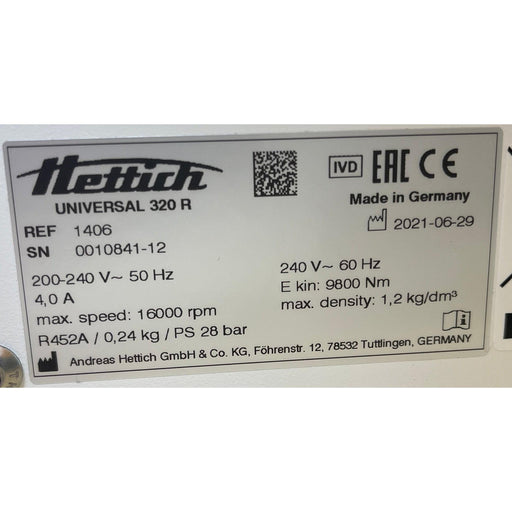 Hettich
UNIVERSAL 320 R
IVD EAC CE
Made in Germany
REF 1406
2021-06-29
SN 0010841-12
200-240 V~ 50 Hz
240 V~ 60 Hz
4,0 A
E kin: 9800 Nm
max. speed: 16000 rpm
max. density: 1,2 kg/dm³
R452A / 0,24 kg / PS 28 bar
Andreas Hettich GmbH & Co. KG, Föhrenstr. 12, 78532 Tuttlingen, GERMANY